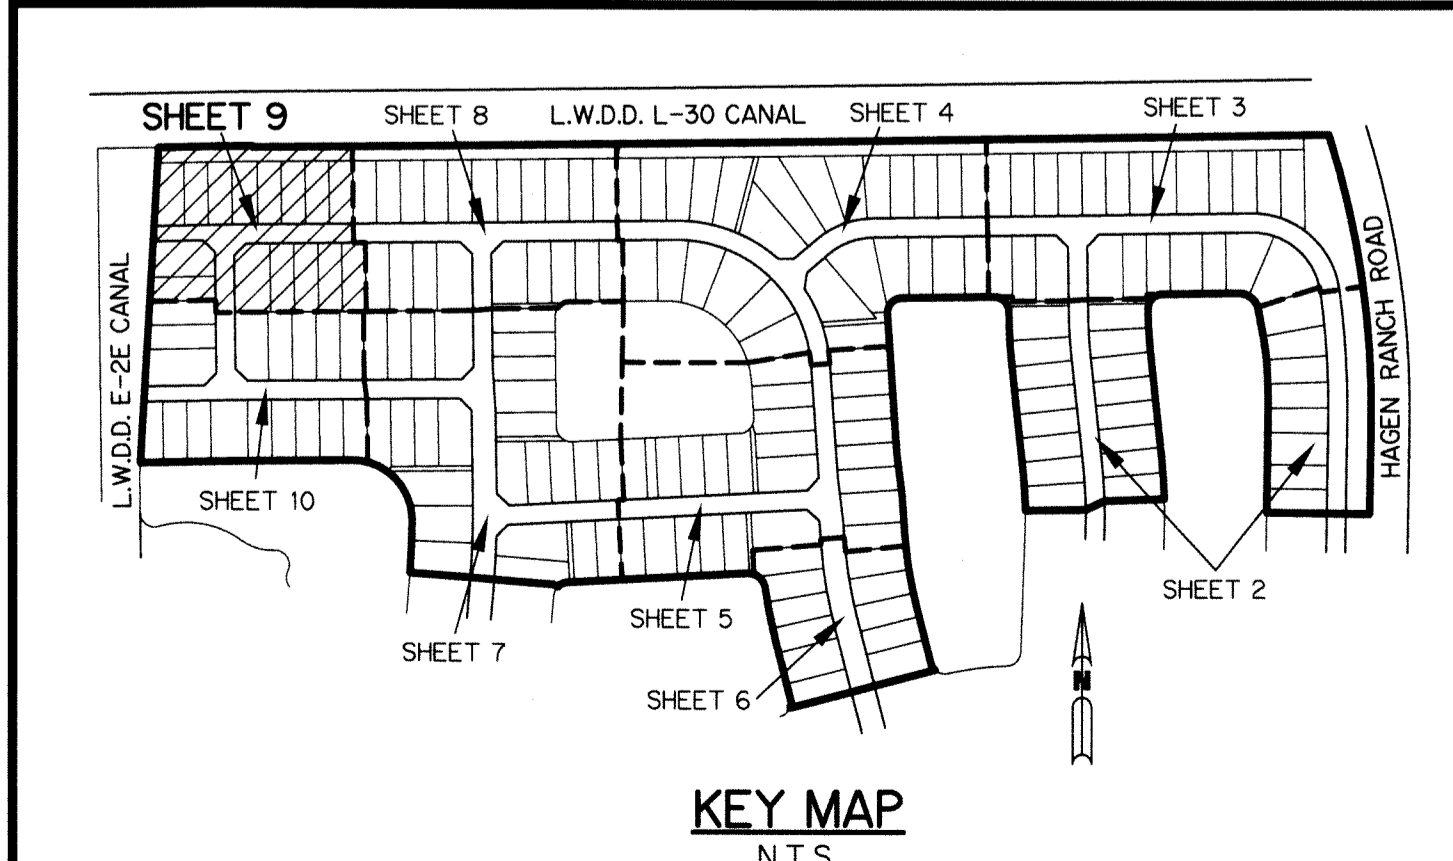 SHEET 9
SHEET 8
L.W.D.D. L-30 CANAL
SHEET 4
SHEET 3
L.W.D.D. E-2E CANAL
HAGEN RANCH ROAD
SHEET 10
SHEET 7
SHEET 5
SHEET 6
SHEET 2
N
KEY MAP
N.T.S.